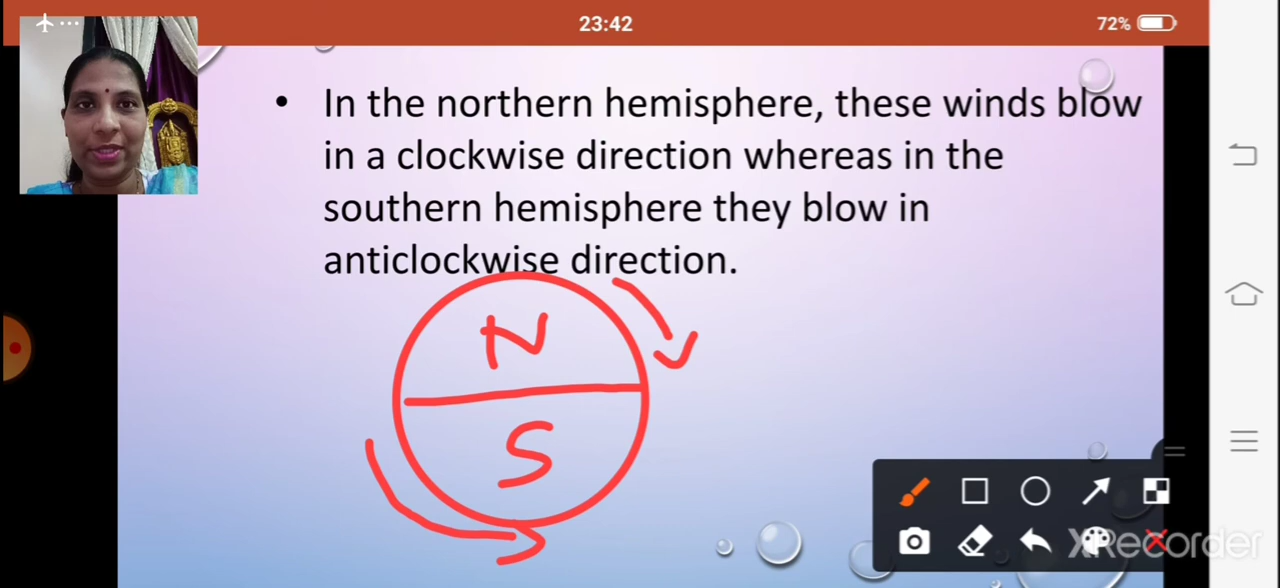 23:42
72%
• In the northern hemisphere, these winds blow
in a clockwise direction whereas in the
southern hemisphere they blow in
anticlockwise direction.
N
S
XRecorder